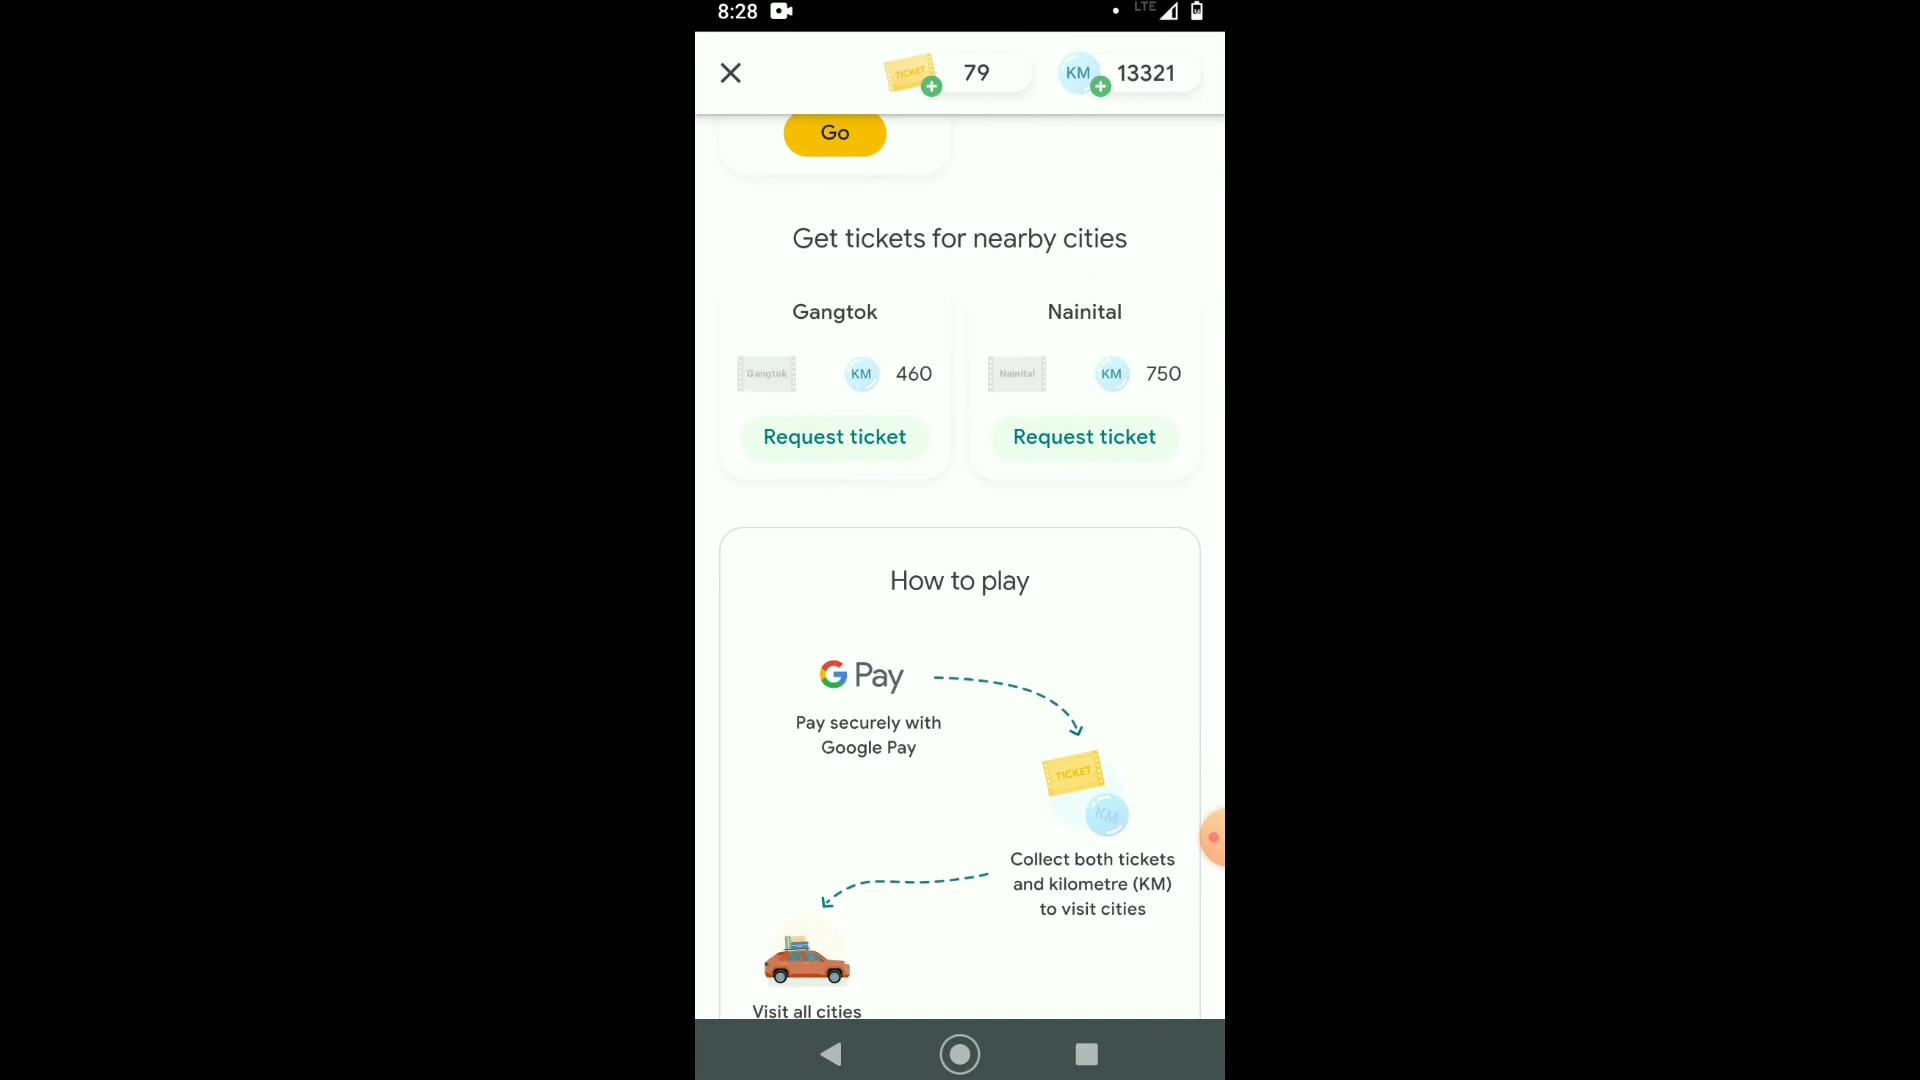 8:28 LTE
TICKET 79 KM 13321
Go
Get tickets for nearby cities
Gangtok Nainital
Gangtok KM 460 Nainital KM 750
Request ticket Request ticket
How to play
G Pay
Pay securely with
Google Pay
TICKET
KM
Collect both tickets
and kilometre (KM)
to visit cities
Visit all cities